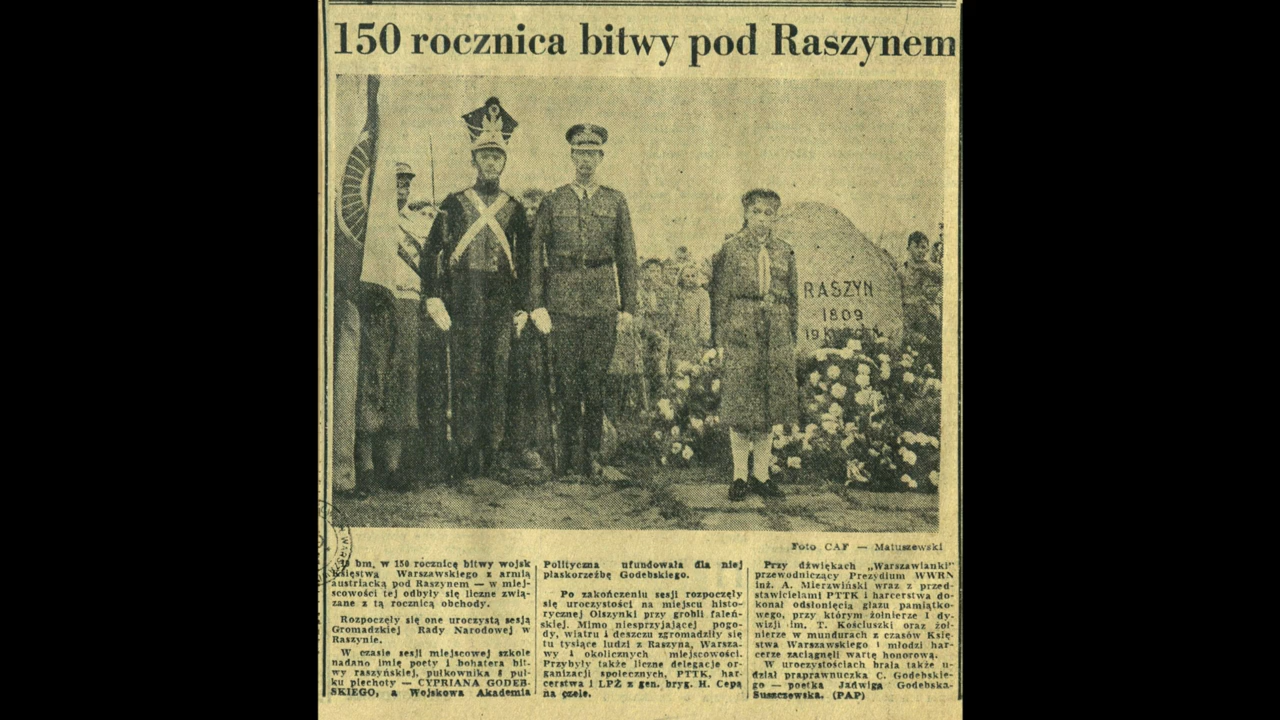 150 rocznica bitwy pod Raszynem
RASZYN
1809
19
Foto CAF — Matuszewski
bm, w 150 rocznicę bitwy wojsk
Księstwa Warszawskiego z armią
austriacką pod Raszynem — w miej-
scowości tej odbyły się liczne zwią-
zane z tą rocznicą obchody.
Rozpoczęły się one uroczystą sesją
Gromadzkiej Rady Narodowej w
Raszynie.
W czasie sesji miejscowej szkole
nadano imię poety i bohatera bit-
wy raszyńskiej, pułkownika 8 puł-
ku piechoty — CYPRIANA GODEB-
SKIEGO, a Wojskowa Akademia
Polityczna ufundowała dla niej
płaskorzeźbę Godebskiego.
Po zakończeniu sesji rozpoczęły
się uroczystości na miejscu histo-
rycznej Olszynki przy grobli faleń-
skiej. Mimo niesprzyjającej pogo-
dy, wiatru i deszczu zgromadziły się
tu tysiące ludzi z Raszyna, Warsza-
wy i okolicznych miejscowości.
Przybyły także liczne delegacje or-
ganizacji społecznych, PTTK, har-
cerstwa i LPZ z gen. bryg. H. Cepą
na czele.
Przy dźwiękach „Warszawianki”
przewodniczący Prezydium WWRN
inż. A. Mierzwiński wraz z przed-
stawicielami PTTK i harcerstwa do-
konał odsłonięcia głazu pamiątko-
wego, przy którym żołnierze 1 dy-
wizji im. T. Kościuszki oraz żoł-
nierze w mundurach z czasów Księ-
stwa Warszawskiego i młodzi har-
cerze zaciągnęli wartę honorową.
W uroczystościach brała także u-
dział praprawnuczka C. Godebskie-
go — poetka Jadwiga Godebska-
Suszczewska. (PAP)